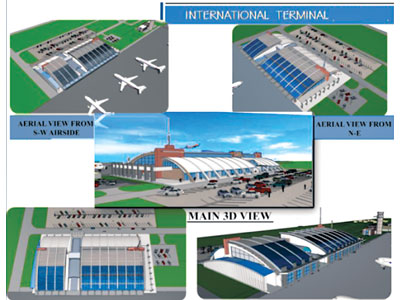 INTERNATIONAL TERMINAL
AERIAL VIEW FROM
S-W AIRSIDE
AERIAL VIEW FROM
N-E
MAIN 3D VIEW